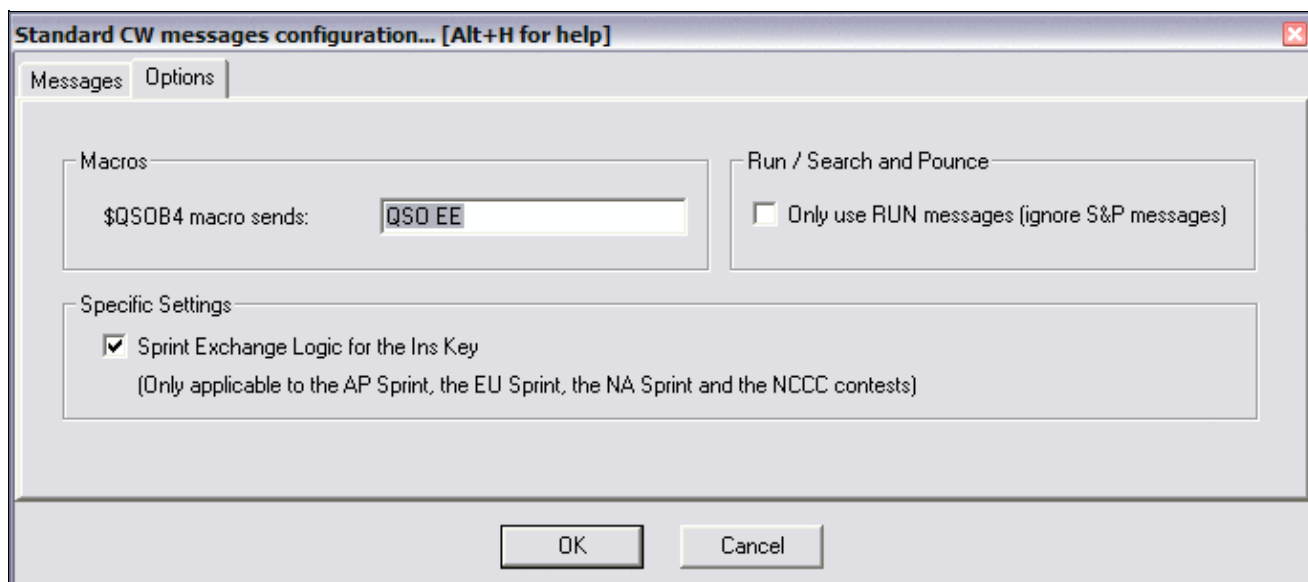 Standard CW messages configuration... [Alt+H for help]
Messages
Options
Macros
$QSOB4 macro sends:
QSO EE
Run / Search and Pounce
Only use RUN messages (ignore S&P messages)
Specific Settings
Sprint Exchange Logic for the Ins Key
(Only applicable to the AP Sprint, the EU Sprint, the NA Sprint and the NCCC contests)
OK
Cancel